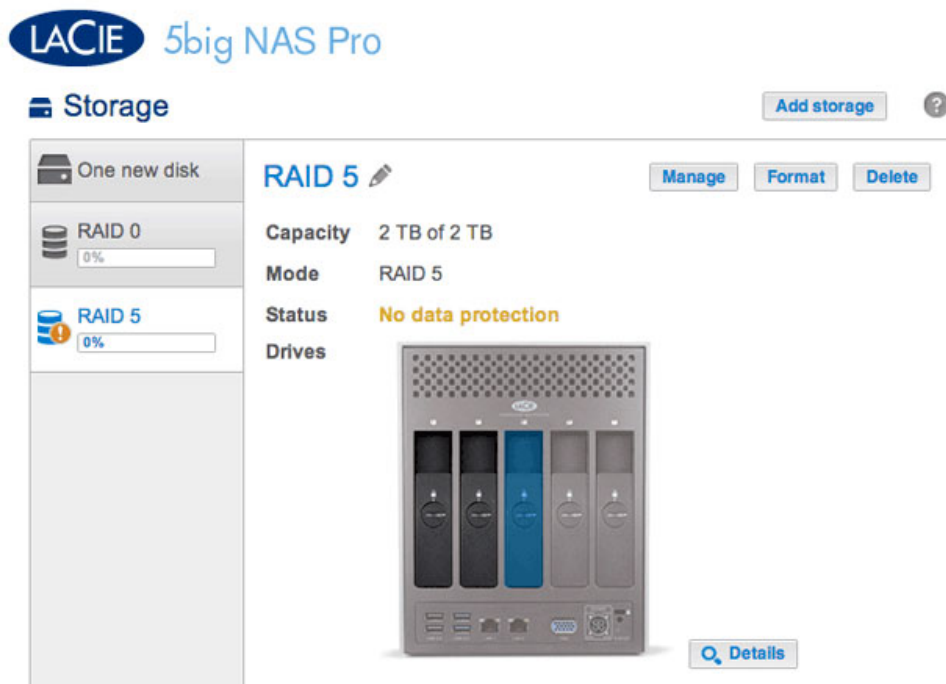 LACIE 5big NAS Pro
Storage
Add storage
?
One new disk
RAID 0
0%
RAID 5
0%
RAID 5
Manage
Format
Delete
Capacity 2 TB of 2 TB
Mode RAID 5
Status No data protection
Drives
LACIE
Details